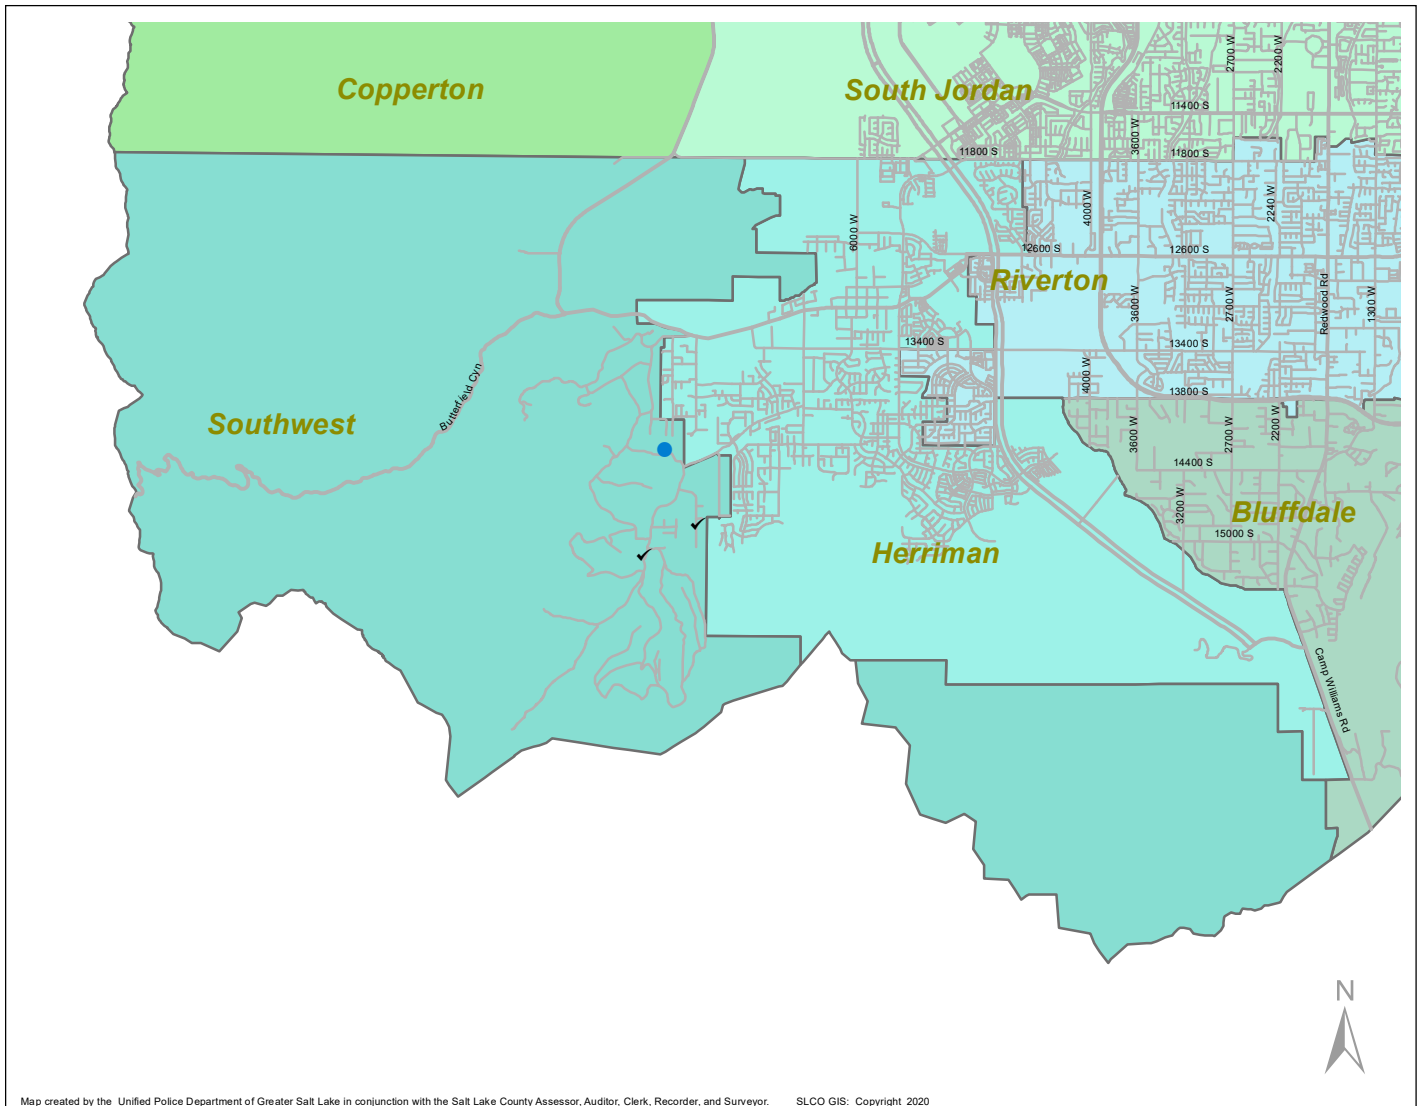 2700 W
2200 W
Copperton
South Jordan
11400 S
3600 W
11800 S
11800 S
4000 W
2240 W
6000 W
12600 S
12600 S
Riverton
3600 W
2700 W
Redwood Rd
1300 W
13400 S
13400 S
Butterfield Cyn
4000 W
13800 S
Southwest
3600 W
2700 W
2200 W
14400 S
3200 W
Bluffdale
15000 S
Herriman
Camp Williams Rd
N
Map created by the Unified Police Department of Greater Salt Lake in conjunction with the Salt Lake County Assessor, Auditor, Clerk, Recorder, and Surveyor. SLCO GIS: Copyright 2020